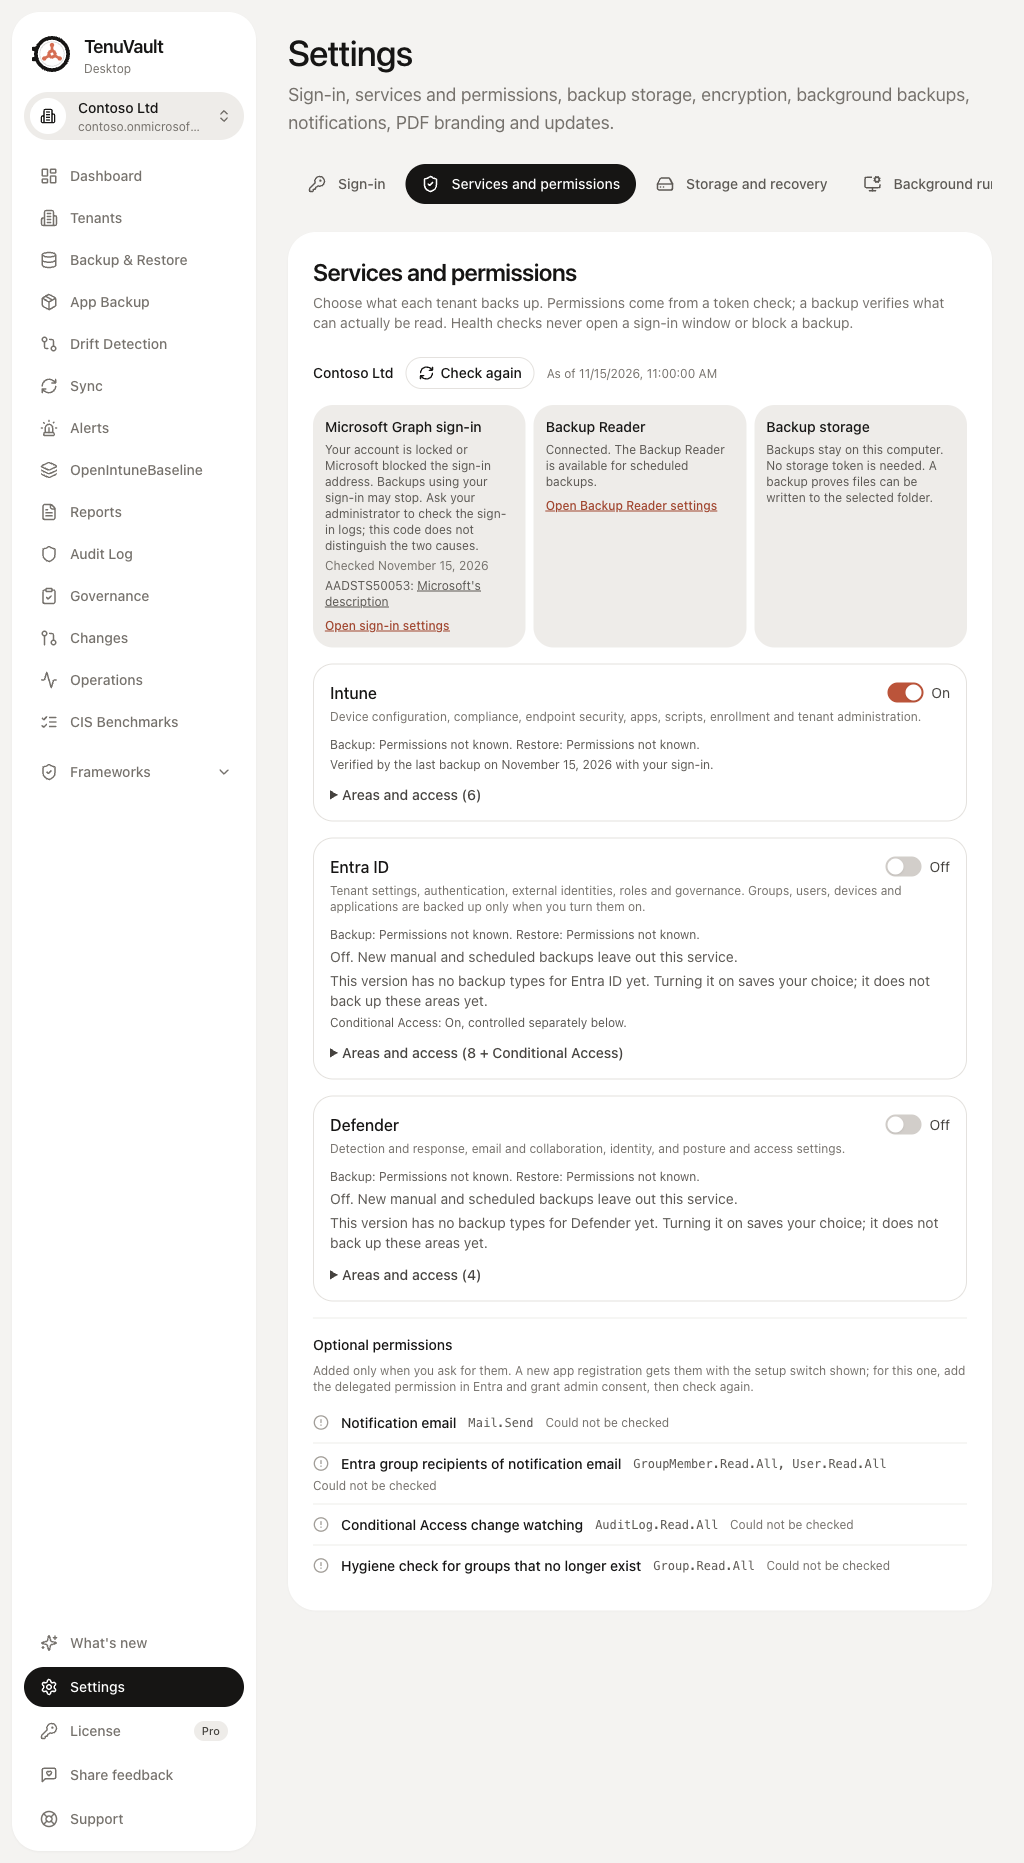 TenuVault
Desktop
Contoso Ltd
contoso.onmicrosof...
Dashboard
Tenants
Backup & Restore
App Backup
Drift Detection
Sync
Alerts
OpenIntuneBaseline
Reports
Audit Log
Governance
Changes
Operations
CIS Benchmarks
Frameworks
What's new
Settings
License
Pro
Share feedback
Support
Settings
Sign-in, services and permissions, backup storage, encryption, background backups,
notifications, PDF branding and updates.
Sign-in
Services and permissions
Storage and recovery
Background ru
Services and permissions
Choose what each tenant backs up. Permissions come from a token check; a backup verifies what
can actually be read. Health checks never open a sign-in window or block a backup.
Contoso Ltd
Check again
As of 11/15/2026, 11:00:00 AM
Microsoft Graph sign-in
Your account is locked or
Microsoft blocked the sign-in
address. Backups using your
sign-in may stop. Ask your
administrator to check the sign-
in logs; this code does not
distinguish the two causes.
Checked November 15, 2026
AADSTS50053: Microsoft's
description
Open sign-in settings
Backup Reader
Connected. The Backup Reader
is available for scheduled
backups.
Open Backup Reader settings
Backup storage
Backups stay on this computer.
No storage token is needed. A
backup proves files can be
written to the selected folder.
Intune
On
Device configuration, compliance, endpoint security, apps, scripts, enrollment and tenant administration.
Backup: Permissions not known. Restore: Permissions not known.
Verified by the last backup on November 15, 2026 with your sign-in.
Areas and access (6)
Entra ID
Off
Tenant settings, authentication, external identities, roles and governance. Groups, users, devices and
applications are backed up only when you turn them on.
Backup: Permissions not known. Restore: Permissions not known.
Off. New manual and scheduled backups leave out this service.
This version has no backup types for Entra ID yet. Turning it on saves your choice; it does not
back up these areas yet.
Conditional Access: On, controlled separately below.
Areas and access (8 + Conditional Access)
Defender
Off
Detection and response, email and collaboration, identity, and posture and access settings.
Backup: Permissions not known. Restore: Permissions not known.
Off. New manual and scheduled backups leave out this service.
This version has no backup types for Defender yet. Turning it on saves your choice; it does not
back up these areas yet.
Areas and access (4)
Optional permissions
Added only when you ask for them. A new app registration gets them with the setup switch shown; for this one, add
the delegated permission in Entra and grant admin consent, then check again.
Notification email Mail.Send Could not be checked
Entra group recipients of notification email GroupMember.Read.All, User.Read.All
Could not be checked
Conditional Access change watching AuditLog.Read.All Could not be checked
Hygiene check for groups that no longer exist Group.Read.All Could not be checked